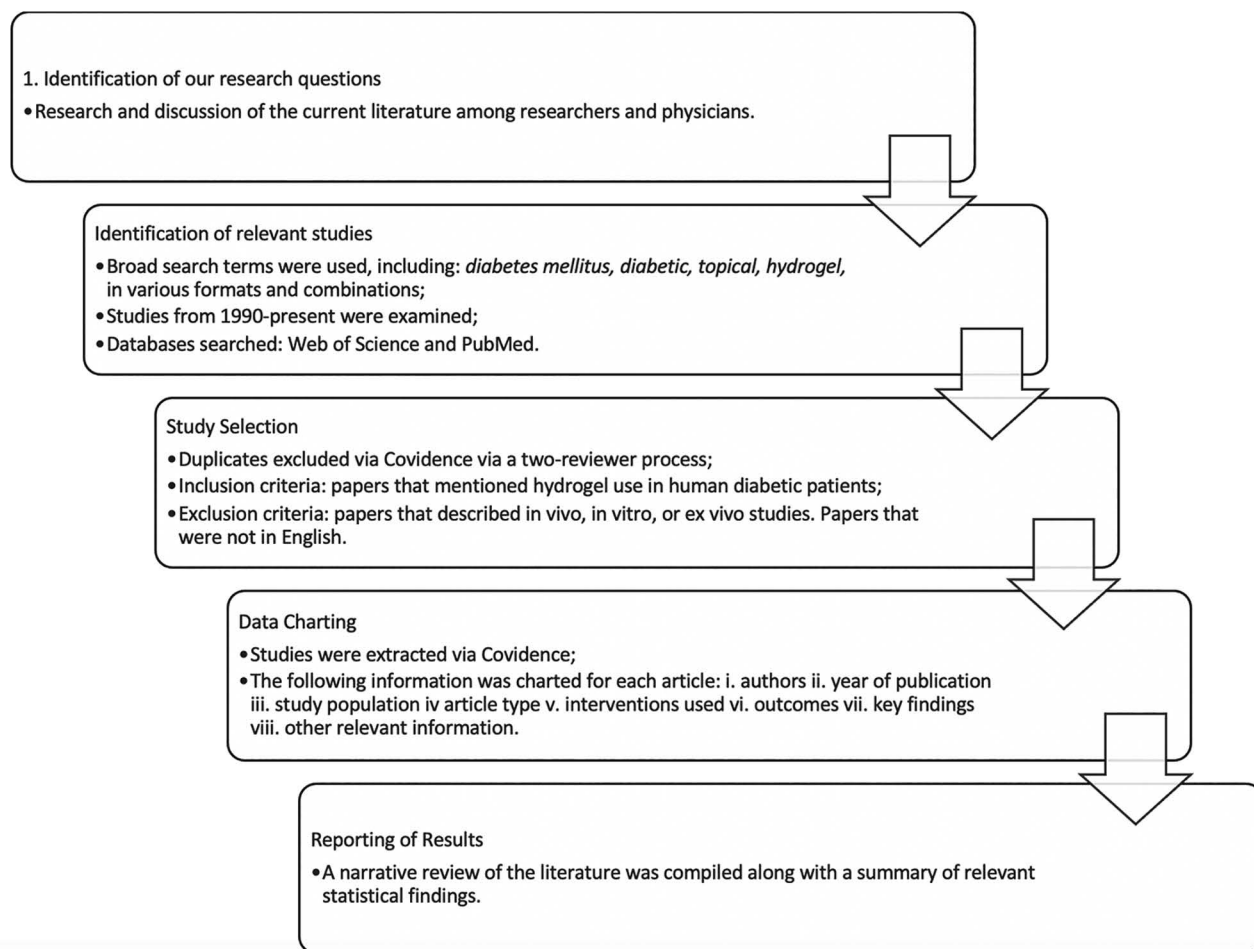 1. Identification of our research questions
•Research and discussion of the current literature among researchers and physicians.
Identification of relevant studies
•Broad search terms were used, including: diabetes mellitus, diabetic, topical, hydrogel,
in various formats and combinations;
•Studies from 1990-present were examined;
•Databases searched: Web of Science and PubMed.
Study Selection
•Duplicates excluded via Covidence via a two-reviewer process;
•Inclusion criteria: papers that mentioned hydrogel use in human diabetic patients;
•Exclusion criteria: papers that described in vivo, in vitro, or ex vivo studies. Papers that
were not in English.
Data Charting
•Studies were extracted via Covidence;
•The following information was charted for each article: i. authors ii. year of publication
iii. study population iv article type v. interventions used vi. outcomes vii. key findings
viii. other relevant information.
Reporting of Results
•A narrative review of the literature was compiled along with a summary of relevant
statistical findings.